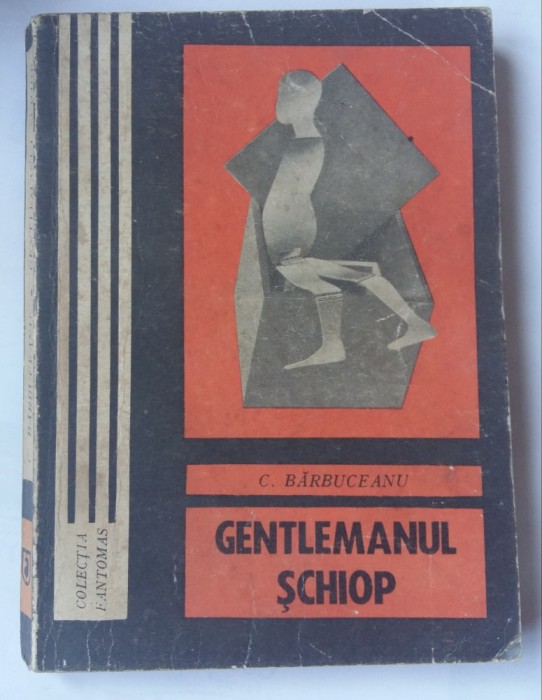 C. BĂRBUCEANU
GENTLEMANUL
ŞCHIOP
COLECŢIA
FANTOMAS